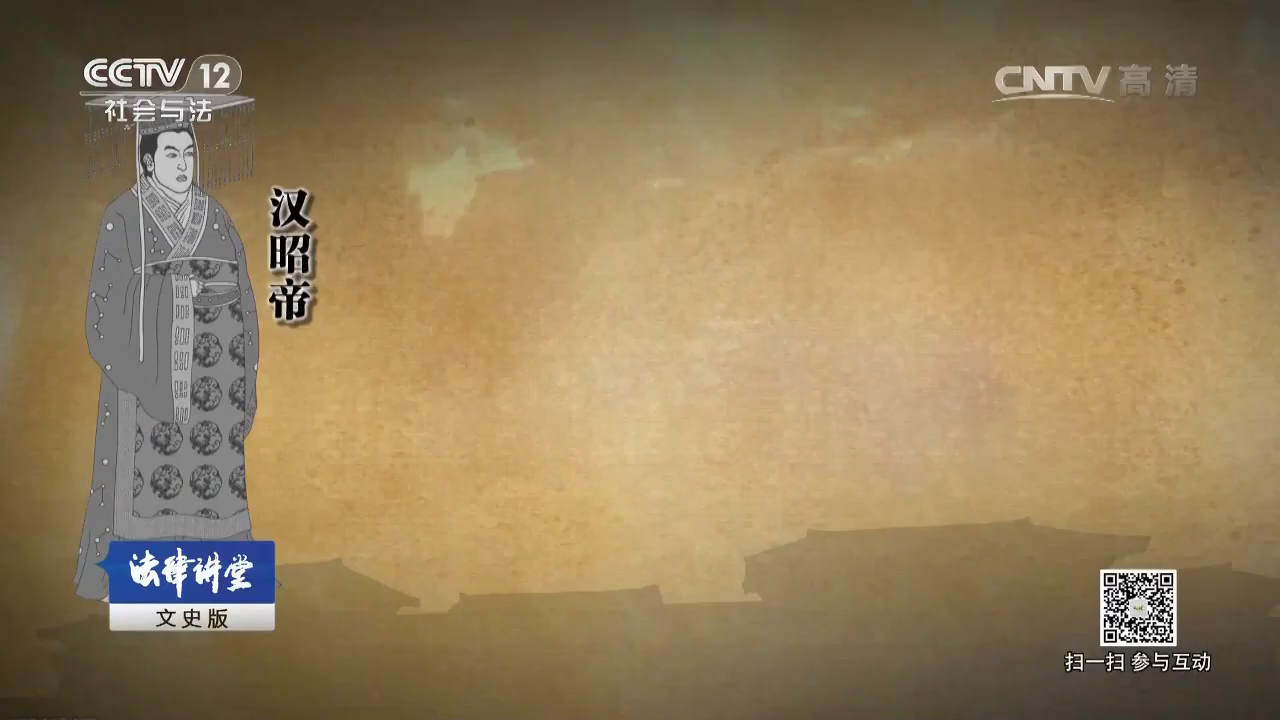 CCTV 12
社会与法
CNTV 高清
汉昭帝
法律讲堂
文史版
扫一扫 参与互动